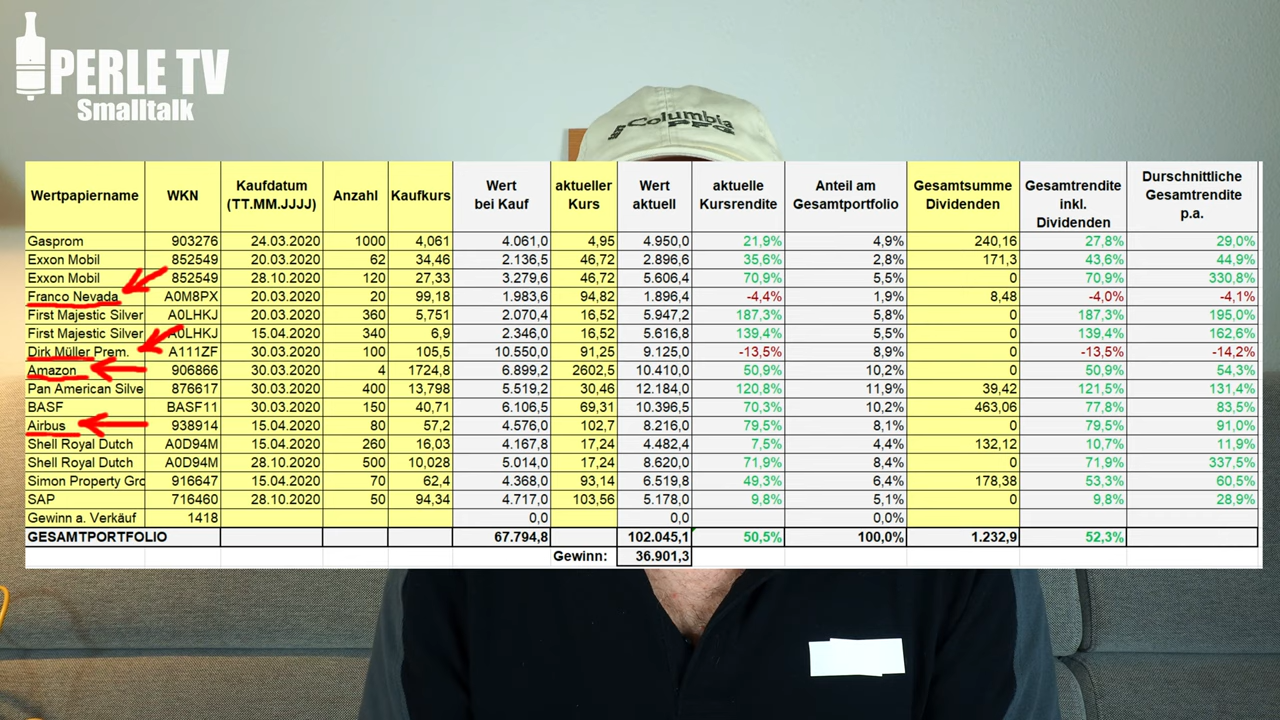 PERLE TV
Smalltalk
Columbia
PFG
Wertpapiername WKN Kaufdatum (TT.MM.JJJJ) Anzahl Kaufkurs Wert bei Kauf aktueller Kurs Wert aktuell aktuelle Kursrendite Anteil am Gesamtportfolio Gesamtsumme Dividenden Gesamtrendite inkl. Dividenden Durschnittliche Gesamtrendite p.a.
Gasprom 903276 24.03.2020 1000 4,061 4.061,0 4,95 4.950,0 21,9% 4,9% 240,16 27,8% 29,0%
Exxon Mobil 852549 20.03.2020 62 34,46 2.136,5 46,72 2.896,6 35,6% 2,8% 171,3 43,6% 44,9%
Exxon Mobil 852549 28.10.2020 120 27,33 3.279,6 46,72 5.606,4 70,9% 5,5% 0 70,9% 330,8%
Franco Nevada A0M8PX 20.03.2020 20 99,18 1.983,6 94,82 1.896,4 -4,4% 1,9% 8,48 -4,0% -4,1%
First Majestic Silver A0LHKJ 20.03.2020 360 5,751 2.070,4 16,52 5.947,2 187,3% 5,8% 0 187,3% 195,0%
First Majestic Silver A0LHKJ 15.04.2020 340 6,9 2.346,0 16,52 5.616,8 139,4% 5,5% 0 139,4% 162,6%
Dirk Müller Prem. A111ZF 30.03.2020 100 105,5 10.550,0 91,25 9.125,0 -13,5% 8,9% 0 -13,5% -14,2%
Amazon 906866 30.03.2020 4 1724,8 6.899,2 2602,5 10.410,0 50,9% 10,2% 0 50,9% 54,3%
Pan American Silve 876617 30.03.2020 400 13,798 5.519,2 30,46 12.184,0 120,8% 11,9% 39,42 121,5% 131,4%
BASF BASF11 30.03.2020 150 40,71 6.106,5 69,31 10.396,5 70,3% 10,2% 463,06 77,8% 83,5%
Airbus 938914 15.04.2020 80 57,2 4.576,0 102,7 8.216,0 79,5% 8,1% 0 79,5% 91,0%
Shell Royal Dutch A0D94M 15.04.2020 260 16,03 4.167,8 17,24 4.482,4 7,5% 4,4% 132,12 10,7% 11,9%
Shell Royal Dutch A0D94M 28.10.2020 500 10,028 5.014,0 17,24 8.620,0 71,9% 8,4% 0 71,9% 337,5%
Simon Property Grc 916647 15.04.2020 70 62,4 4.368,0 93,14 6.519,8 49,3% 6,4% 178,38 53,3% 60,5%
SAP 716460 28.10.2020 50 94,34 4.717,0 103,56 5.178,0 9,8% 5,1% 0 9,8% 28,9%
Gewinn a. Verkäuf 1418 0,0 0,0 0,0%
GESAMTPORTFOLIO 67.794,8 102.045,1 50,5% 100,0% 1.232,9 52,3%
Gewinn: 36.901,3